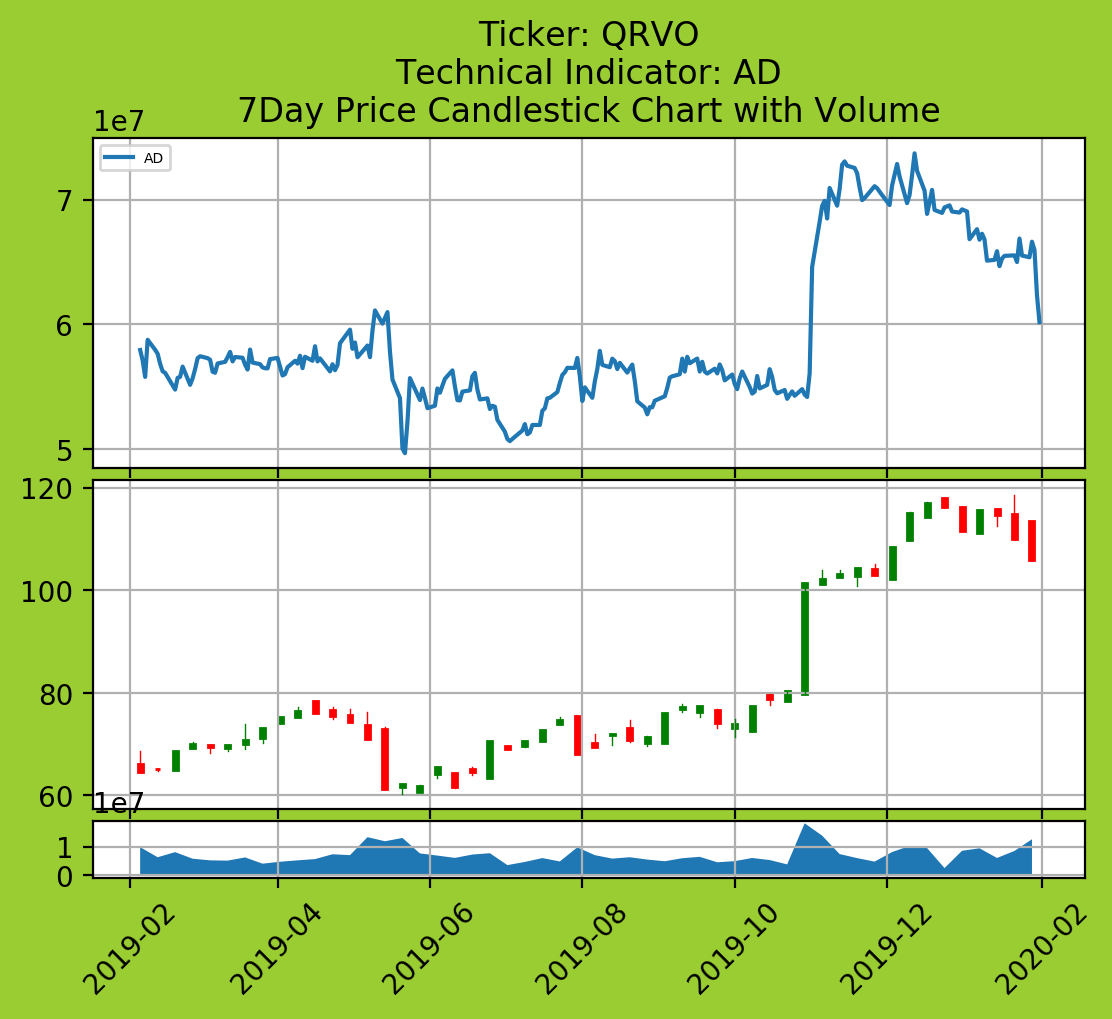 Ticker: QRVO
Technical Indicator: AD
7Day Price Candlestick Chart with Volume
1e7
AD
7
6
5
120
100
80
60
1e7
1
0
2019-02
2019-04
2019-06
2019-08
2019-10
2019-12
2020-02